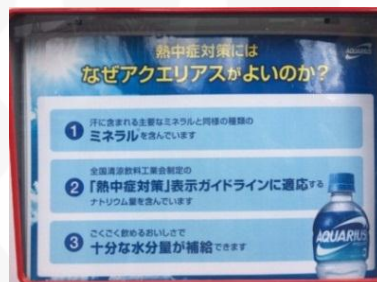 熱中症対策には
AQUARIUS
なぜアクエリアスがよいのか?
1
汗に含まれる主要なミネラルと同様の種類の
ミネラルを含んでいます
2
全国清涼飲料工業会制定の
「熱中症対策」表示ガイドラインに適応する
ナトリウム量を含んでいます
3
ごくごく飲めるおいしさで
十分な水分量が補給できます
AQUARIUS